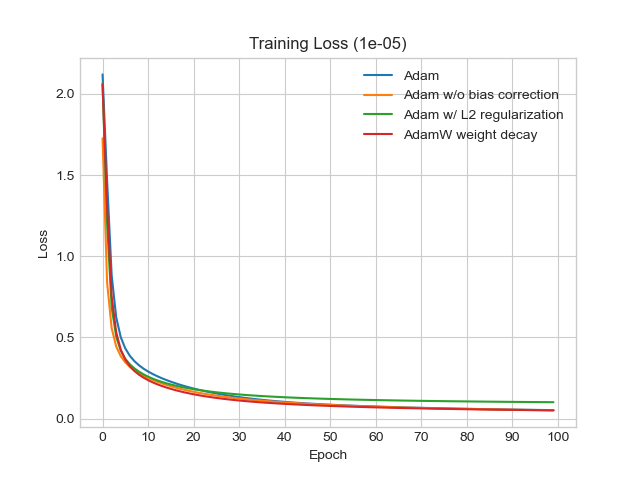 Training Loss (1e-05)
Adam
Adam w/o bias correction
Adam w/ L2 regularization
AdamW weight decay
2.0
1.5
1.0
0.5
0.0
Loss
0 10 20 30 40 50 60 70 80 90 100
Epoch